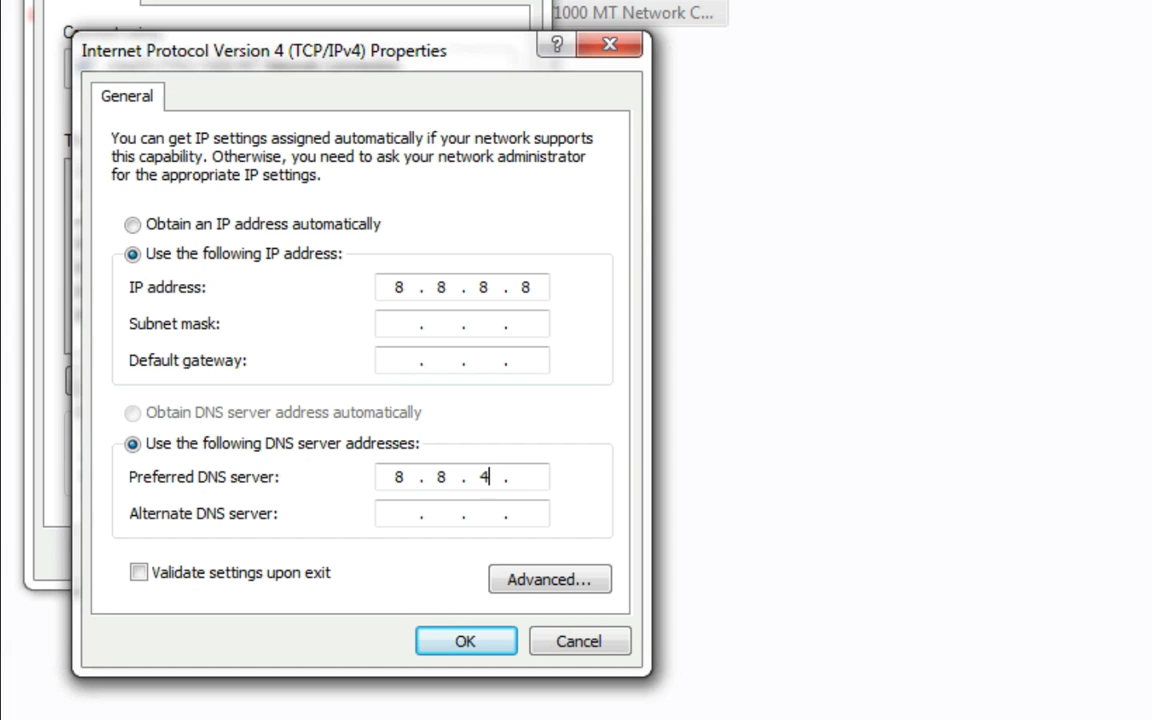 1000 MT Network C...
Internet Protocol Version 4 (TCP/IPv4) Properties
?
General
You can get IP settings assigned automatically if your network supports
this capability. Otherwise, you need to ask your network administrator
for the appropriate IP settings.
Obtain an IP address automatically
Use the following IP address:
IP address: 8 . 8 . 8 . 8
Subnet mask: . . .
Default gateway: . . .
Obtain DNS server address automatically
Use the following DNS server addresses:
Preferred DNS server: 8 . 8 . 4 .
Alternate DNS server: . . .
Validate settings upon exit
Advanced...
OK Cancel